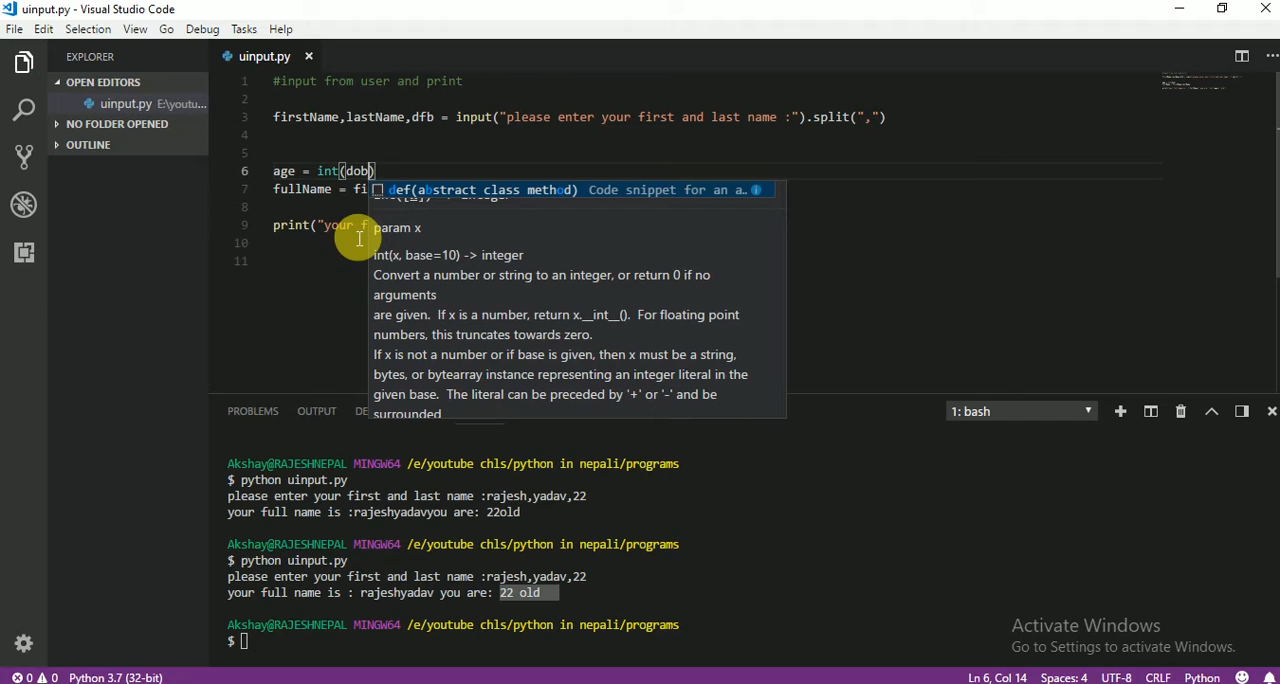 uinput.py - Visual Studio Code
File Edit Selection View Go Debug Tasks Help
EXPLORER
OPEN EDITORS
uinput.py E:\youtu...
NO FOLDER OPENED
OUTLINE
uinput.py
1 #input from user and print
2
3 firstName,lastName,dfb = input("please enter your first and last name :").split(",")
4
5
6 age = int(dob)
7 fullName = fi
8
9 print("your f
10
11
def(abstract class method) Code snippet for an a..
param x
int(x, base=10) -> integer
Convert a number or string to an integer, or return 0 if no
arguments
are given. If x is a number, return x.__int__(). For floating point
numbers, this truncates towards zero.
If x is not a number or if base is given, then x must be a string,
bytes, or bytearray instance representing an integer literal in the
given base. The literal can be preceded by '+' or '-' and be
surrounded
PROBLEMS OUTPUT DE 1: bash
Akshay@RAJESHNEPAL MINGW64 /e/youtube chls/python in nepali/programs
$ python uinput.py
please enter your first and last name :rajesh,yadav,22
your full name is :rajeshyadavyou are: 22old
Akshay@RAJESHNEPAL MINGW64 /e/youtube chls/python in nepali/programs
$ python uinput.py
please enter your first and last name :rajesh,yadav,22
your full name is : rajeshyadav you are: 22 old
Akshay@RAJESHNEPAL MINGW64 /e/youtube chls/python in nepali/programs
$
Activate Windows
Go to Settings to activate Windows.
0 0 Python 3.7 (32-bit) Ln 6, Col 14 Spaces: 4 UTF-8 CRLF Python